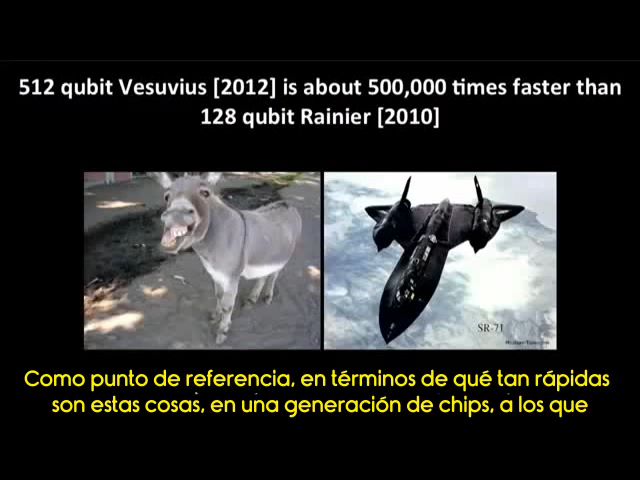 512 qubit Vesuvius [2012] is about 500,000 times faster than
128 qubit Rainier [2010]
SR-71
Como punto de referencia, en términos de qué tan rápidas
son estas cosas, en una generación de chips, a los que